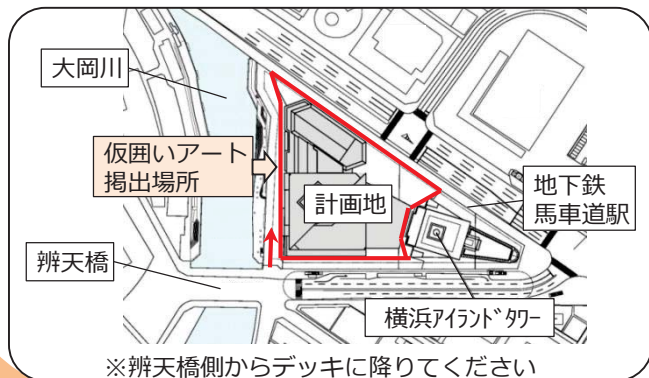 大岡川
仮囲いアート
掲出場所
計画地
地下鉄
馬車道駅
辨天橋
横浜ｱｲﾗﾝﾄﾞﾀﾜｰ
※辨天橋側からデッキに降りてください